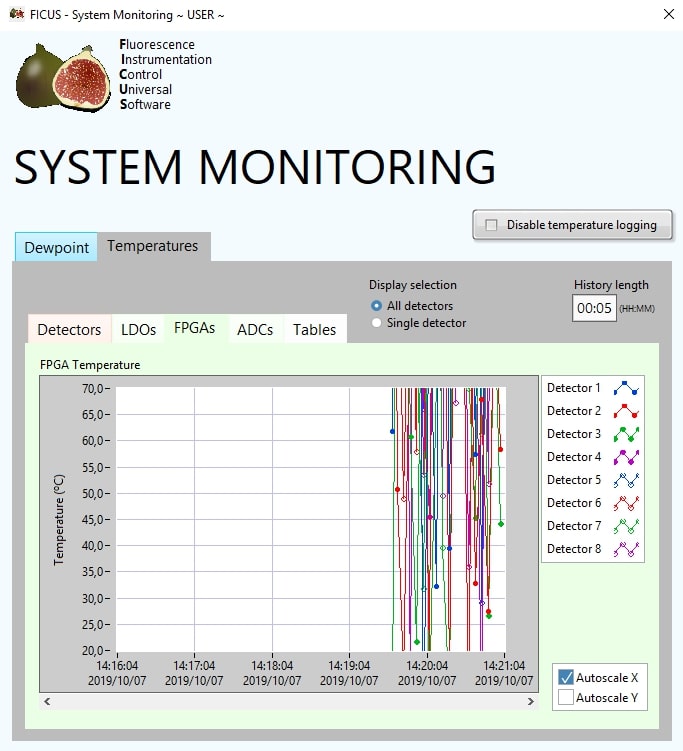 FICUS - System Monitoring ~ USER ~
Fluorescence
Instrumentation
Control
Universal
Software
SYSTEM MONITORING
Disable temperature logging
Dewpoint
Temperatures
Display selection
All detectors
Single detector
History length
00:05 (HH:MM)
Detectors
LDOs
FPGAs
ADCs
Tables
FPGA Temperature
Temperature (°C)
70,0
65,0
60,0
55,0
50,0
45,0
40,0
35,0
30,0
25,0
20,0
14:16:04
2019/10/07
14:17:04
2019/10/07
14:18:04
2019/10/07
14:19:04
2019/10/07
14:20:04
2019/10/07
14:21:04
2019/10/07
Detector 1
Detector 2
Detector 3
Detector 4
Detector 5
Detector 6
Detector 7
Detector 8
Autoscale X
Autoscale Y